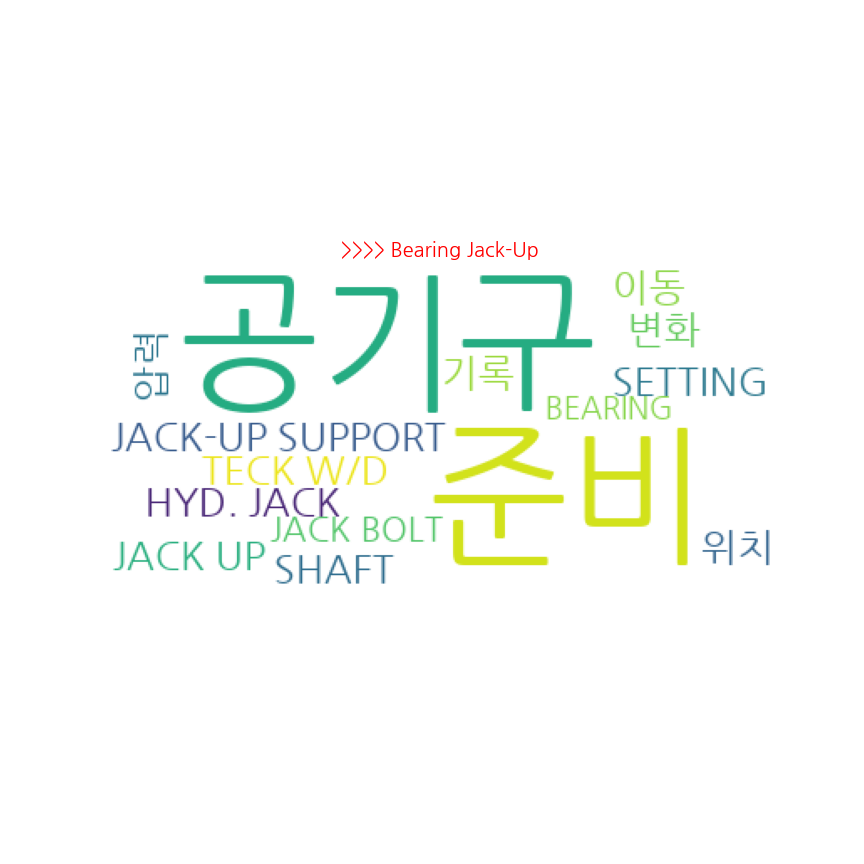 >>>> Bearing Jack-Up
공기구
이동
변화
압력
기록
SETTING
BEARING
JACK-UP SUPPORT
TECK W/D
준비
HYD. JACK
JACK BOLT
위치
JACK UP
SHAFT